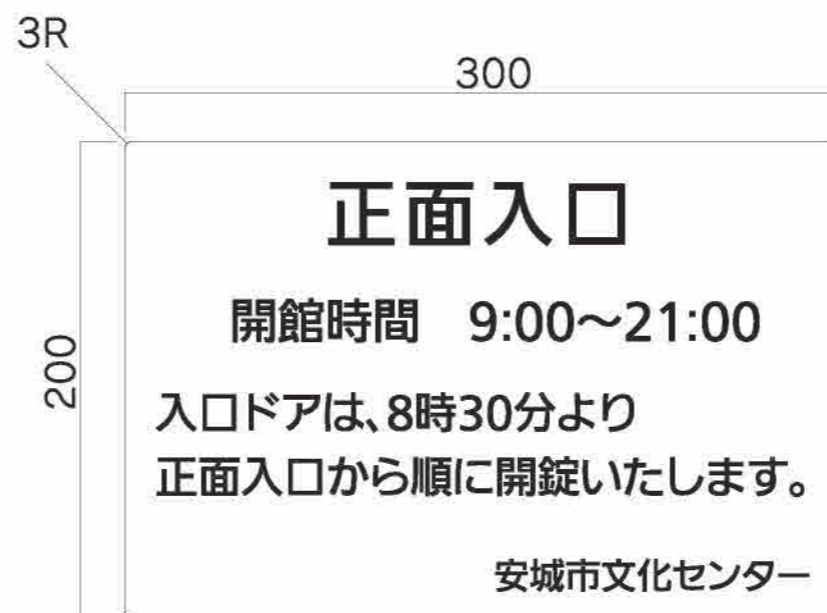 3R
300
200
正面入口
開館時間　9:00～21:00
入口ドアは、8時30分より
正面入口から順に開錠いたします。
安城市文化センター